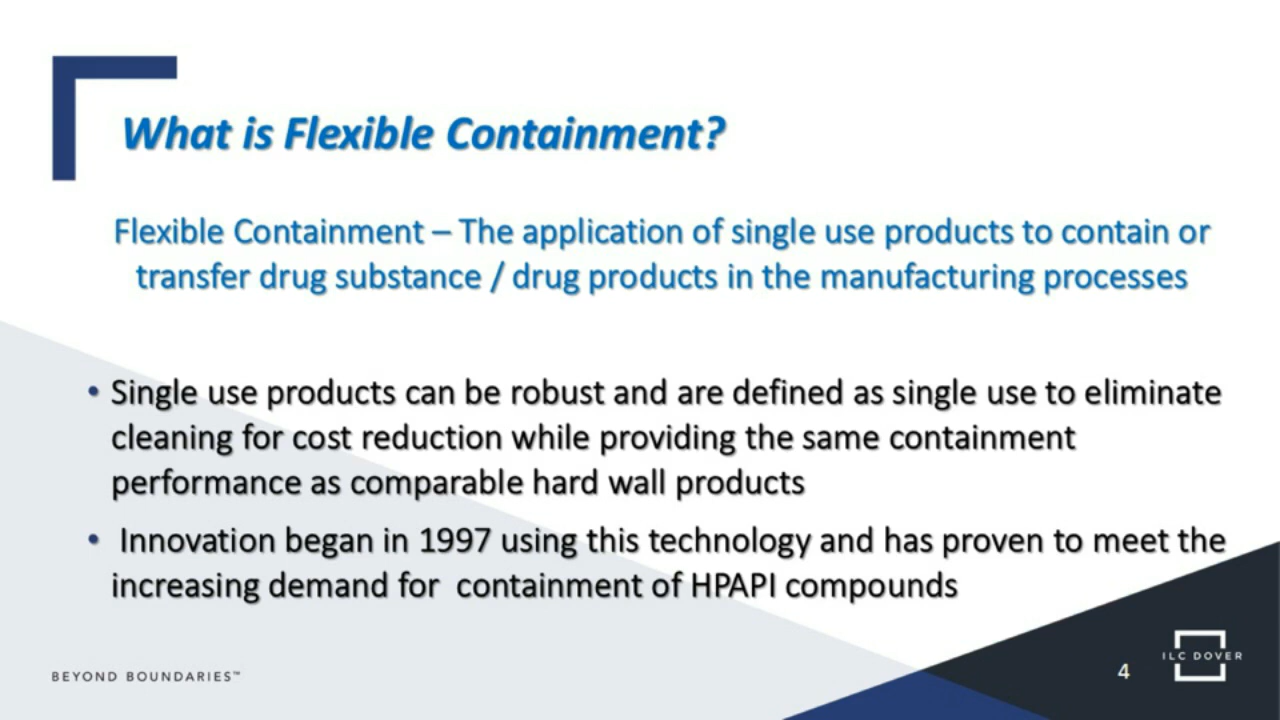 What is Flexible Containment?
Flexible Containment – The application of single use products to contain or
transfer drug substance / drug products in the manufacturing processes
• Single use products can be robust and are defined as single use to eliminate
cleaning for cost reduction while providing the same containment
performance as comparable hard wall products
• Innovation began in 1997 using this technology and has proven to meet the
increasing demand for containment of HPAPI compounds
BEYOND BOUNDARIES™
4
ILC DOVER